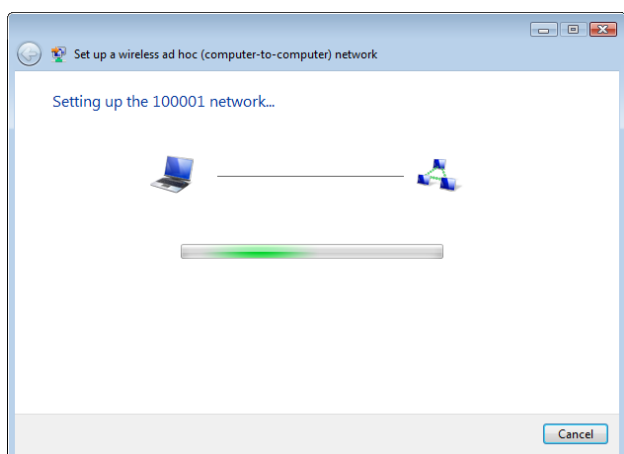 Set up a wireless ad hoc (computer-to-computer) network
Setting up the 100001 network...
Cancel